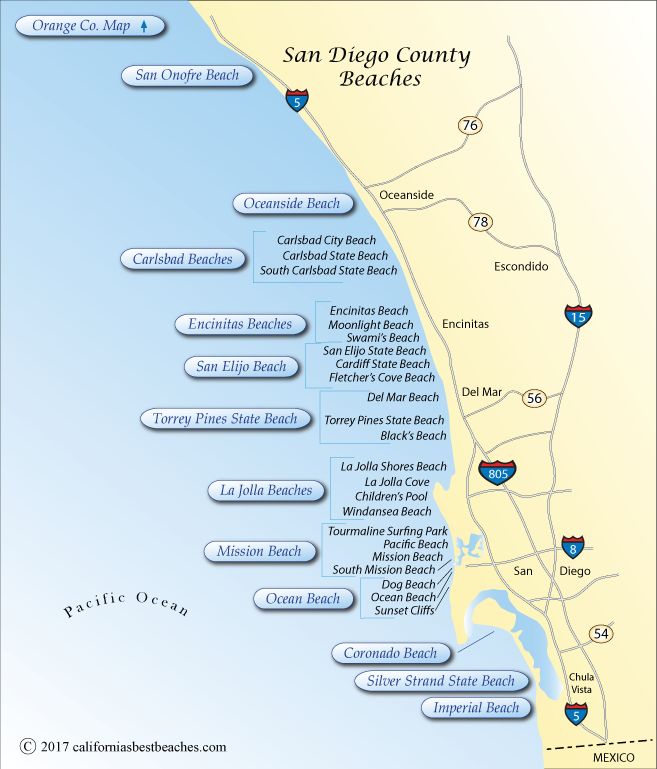 Orange Co. Map
San Diego County
Beaches
San Onofre Beach
5
76
Oceanside
Oceanside Beach
78
Carlsbad City Beach
Carlsbad Beaches
Carlsbad State Beach
South Carlsbad State Beach
Escondido
Encinitas Beach
15
Encinitas Beaches
Moonlight Beach
Encinitas
Swami's Beach
San Elijo State Beach
San Elijo Beach
Cardiff State Beach
Fletcher's Cove Beach
Del Mar
Del Mar Beach
56
Torrey Pines State Beach
Torrey Pines State Beach
Black's Beach
La Jolla Shores Beach
805
La Jolla Cove
La Jolla Beaches
Children's Pool
Windansea Beach
Tourmaline Surfing Park
Pacific Beach
8
Mission Beach
Mission Beach
South Mission Beach
San Diego
Dog Beach
Ocean Beach
Ocean Beach
Sunset Cliffs
Pacific Ocean
54
Coronado Beach
Silver Strand State Beach
Chula
Vista
Imperial Beach
5
© 2017 californiasbestbeaches.com
MEXICO